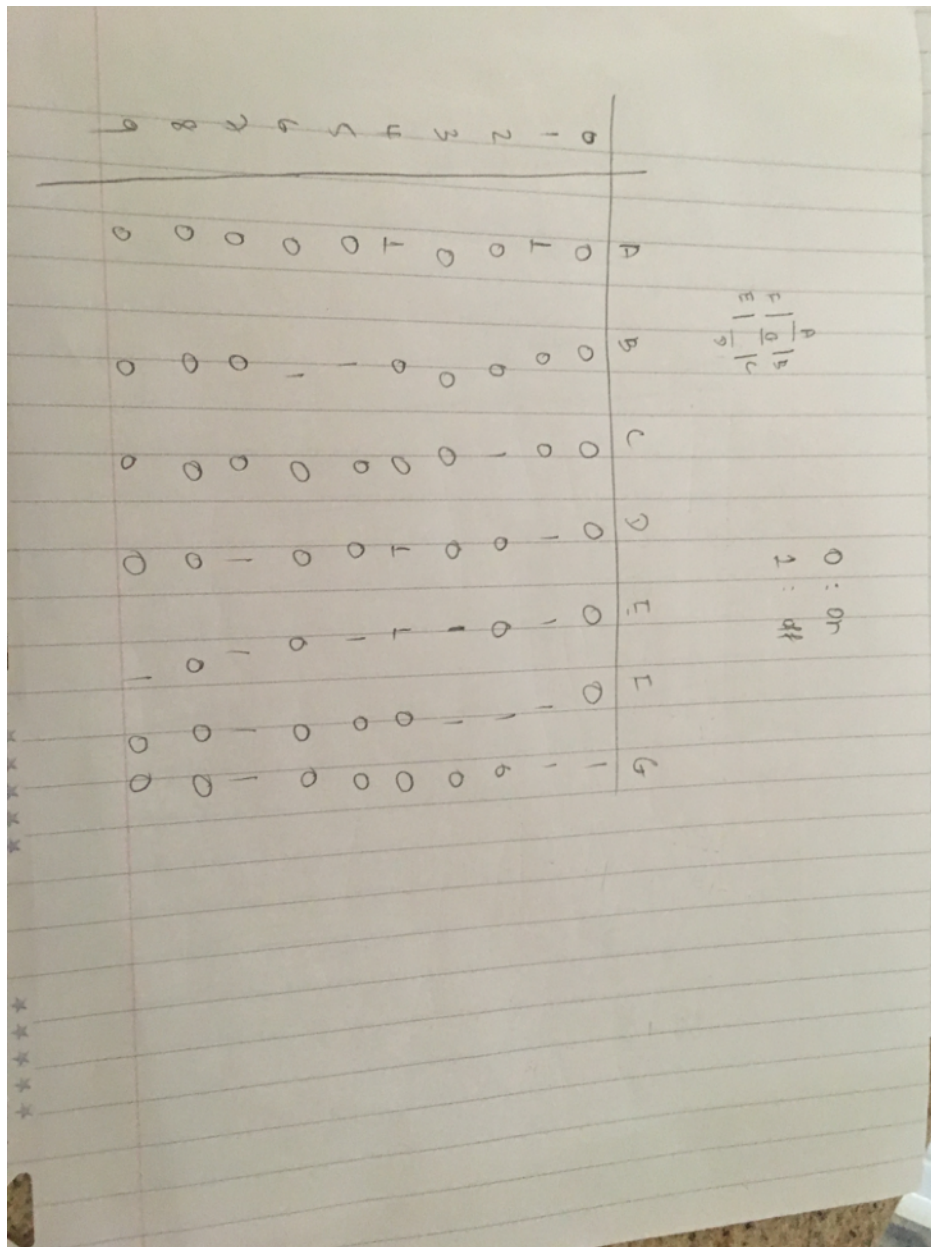 0 : on
1 : off
A
F G B
E D C
A B C D E F G
0 0 0 0 0 0 0 1
1 1 0 0 1 1 1 1
2 0 0 1 0 0 1 0
3 0 0 0 0 1 1 0
4 1 0 0 1 1 0 0
5 0 1 0 0 1 0 0
6 0 1 0 0 0 0 0
7 0 0 0 1 1 1 1
8 0 0 0 0 0 0 0
9 0 0 0 0 1 0 0